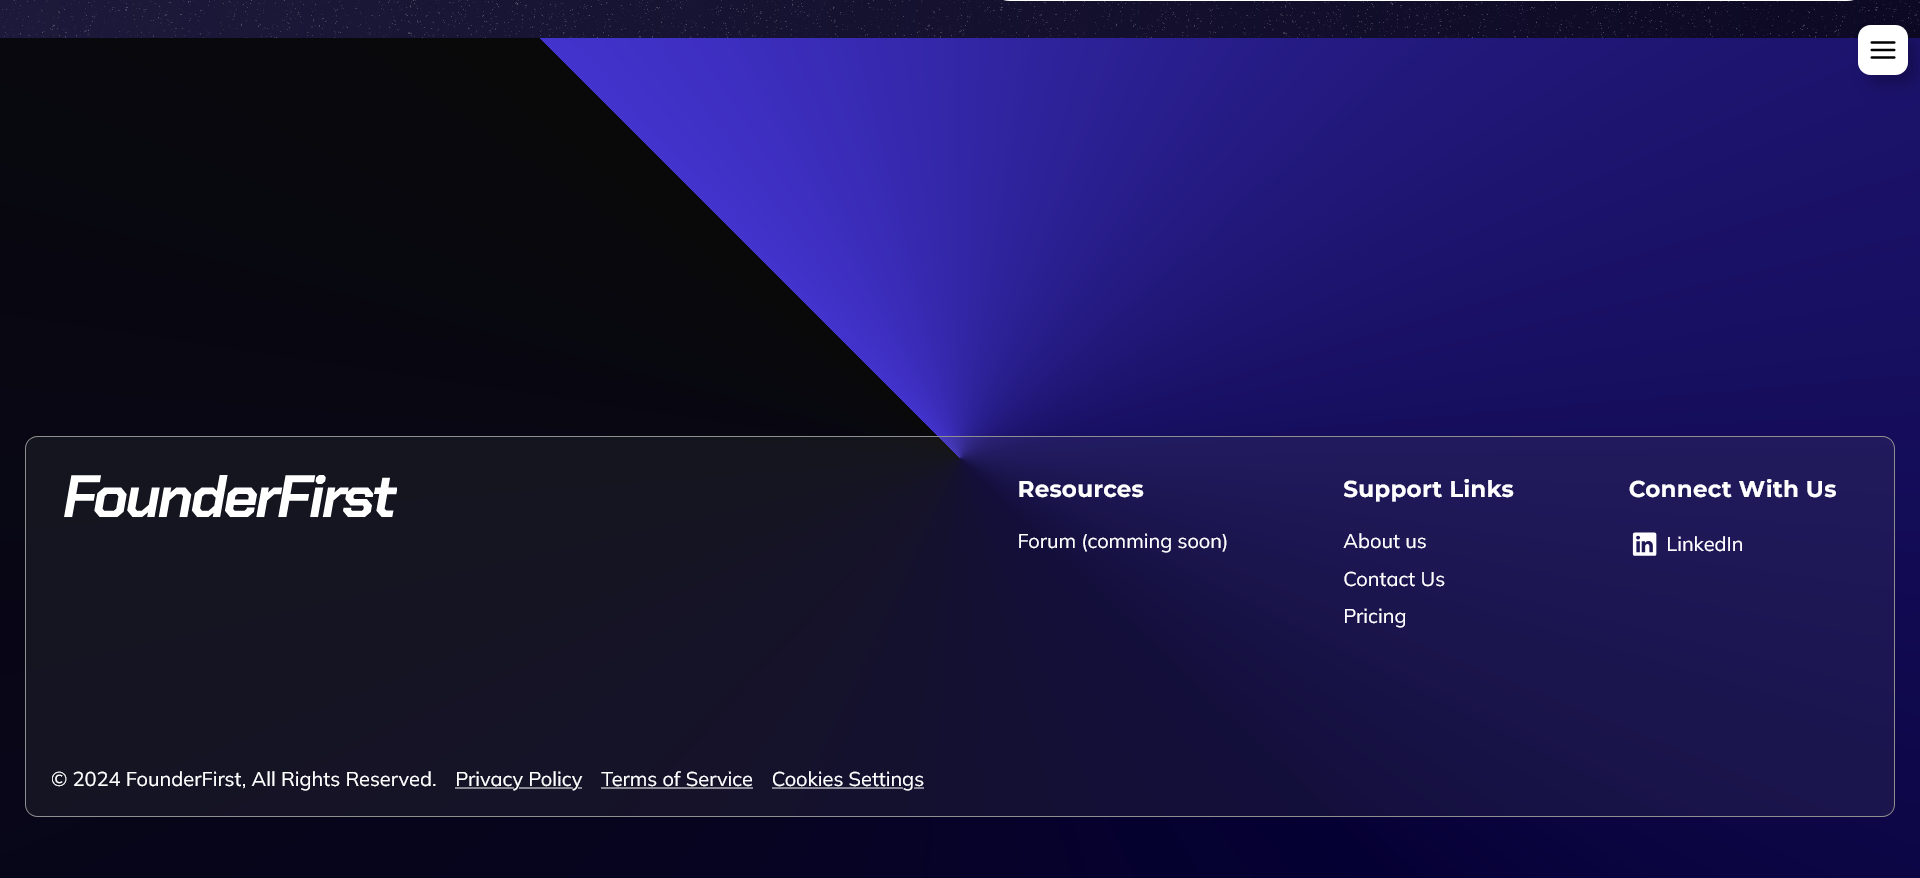 FounderFirst
Resources
Forum (comming soon)
Support Links
About us
Contact Us
Pricing
Connect With Us
LinkedIn
© 2024 FounderFirst, All Rights Reserved. Privacy Policy Terms of Service Cookies Settings